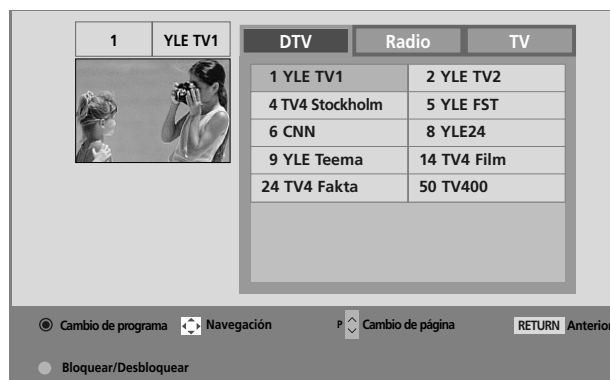 1 YLE TV1
DTV Radio TV
1 YLE TV1 2 YLE TV2
4 TV4 Stockholm 5 YLE FST
6 CNN 8 YLE24
9 YLE Teema 14 TV4 Film
24 TV4 Fakta 50 TV400
Cambio de programa Navegación P Cambio de página RETURN Anterior
Bloquear/Desbloquear